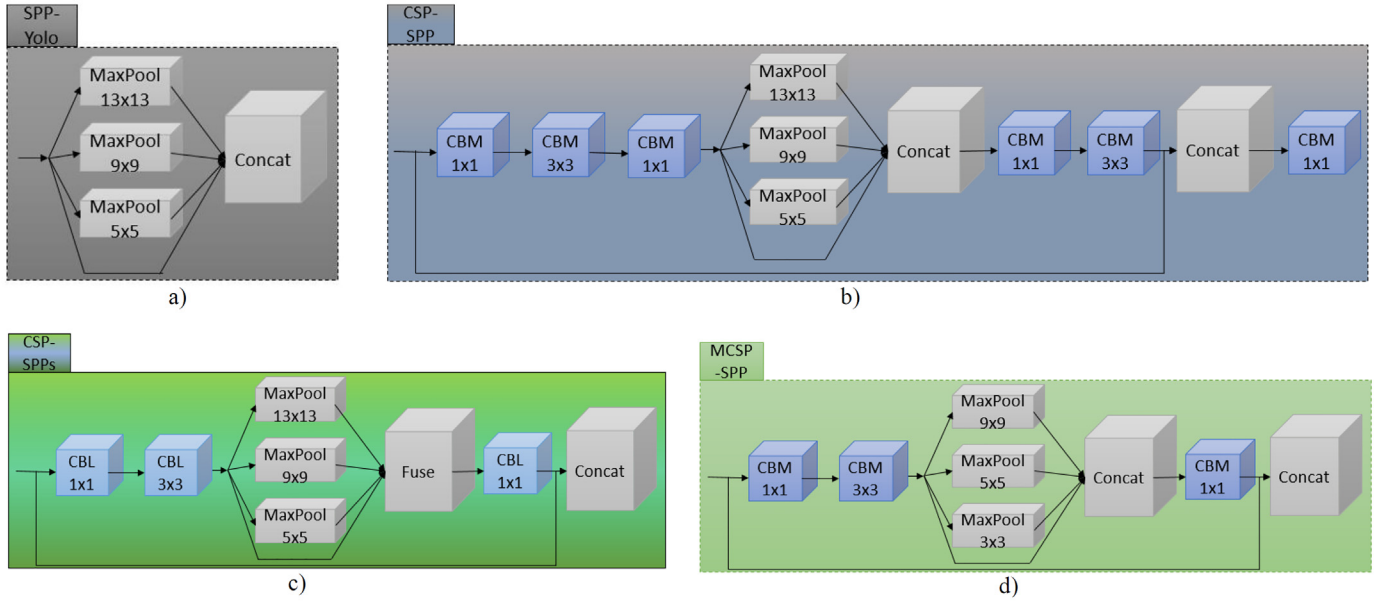 SPP-
Yolo
MaxPool
13x13
MaxPool
9x9
MaxPool
5x5
Concat
a)
CSP-
SPP
CBM
1x1
CBM
3x3
CBM
1x1
MaxPool
13x13
MaxPool
9x9
MaxPool
5x5
Concat
CBM
1x1
CBM
3x3
Concat
CBM
1x1
b)
CSP-
SPPs
CBL
1x1
CBL
3x3
MaxPool
13x13
MaxPool
9x9
MaxPool
5x5
Fuse
CBL
1x1
Concat
c)
MCSP
-SPP
CBM
1x1
CBM
3x3
MaxPool
9x9
MaxPool
5x5
MaxPool
3x3
Concat
CBM
1x1
Concat
d)